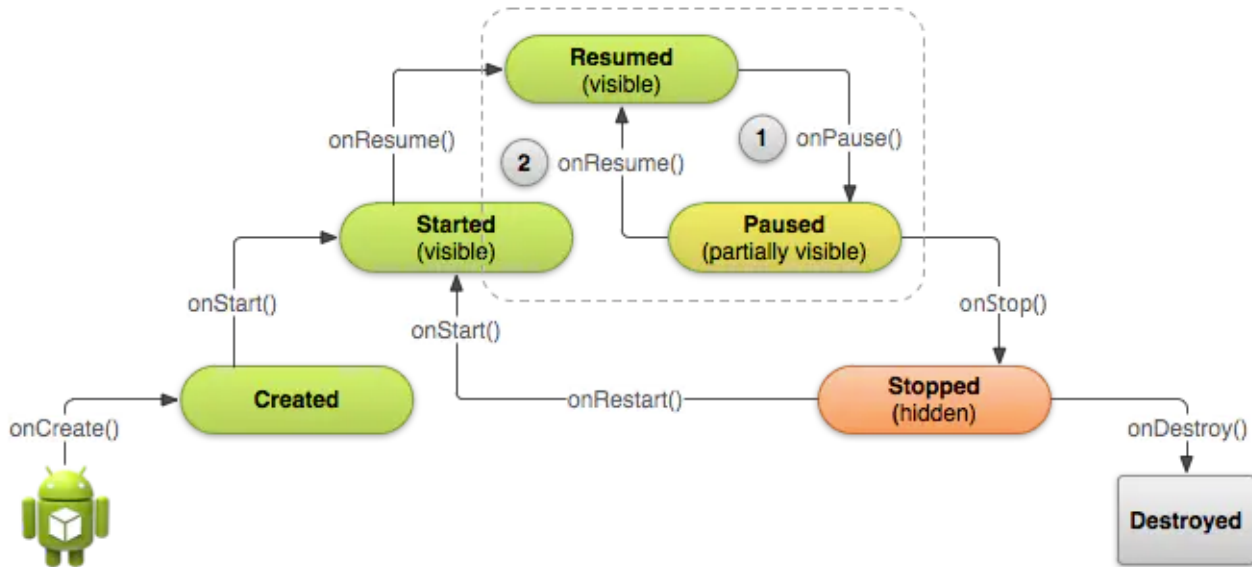 Resumed
(visible)
onResume()
2
onResume()
1
onPause()
Started
(visible)
Paused
(partially visible)
onStart()
onStart()
onStop()
Created
onRestart()
Stopped
(hidden)
onCreate()
onDestroy()
Destroyed